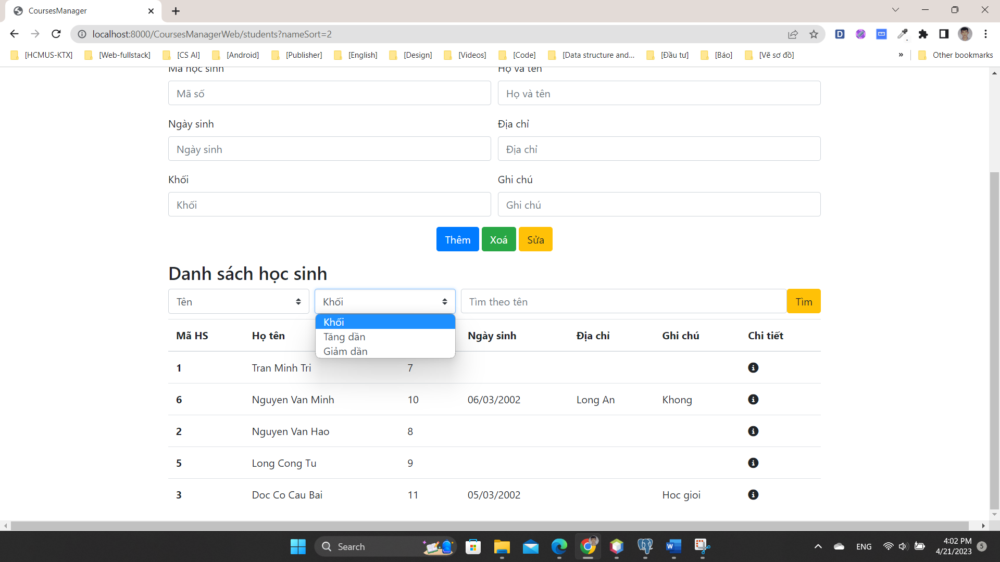 CoursesManager
localhost:8000/CoursesManagerWeb/students?nameSort=2
[HCMUS-KTX] [Web-fullstack] [CS AI] [Android] [Publisher] [English] [Design] [Videos] [Code] [Data structure and... [Đầu tư] [Báo] [Vẽ sơ đồ] » Other bookmarks
Mã học sinh Họ và tên
Mã số Họ và tên
Ngày sinh Địa chỉ
Ngày sinh Địa chỉ
Khối Ghi chú
Khối Ghi chú
Thêm Xoá Sửa
Danh sách học sinh
Tên Khối Tìm theo tên Tìm
Khối
Tăng dần
Giảm dần
Mã HS Họ tên Ngày sinh Địa chỉ Ghi chú Chi tiết
1 Tran Minh Tri 7
6 Nguyen Van Minh 10 06/03/2002 Long An Khong
2 Nguyen Van Hao 8
5 Long Cong Tu 9
3 Doc Co Cau Bai 11 05/03/2002 Hoc gioi
Search ENG 4:02 PM
4/21/2023 5